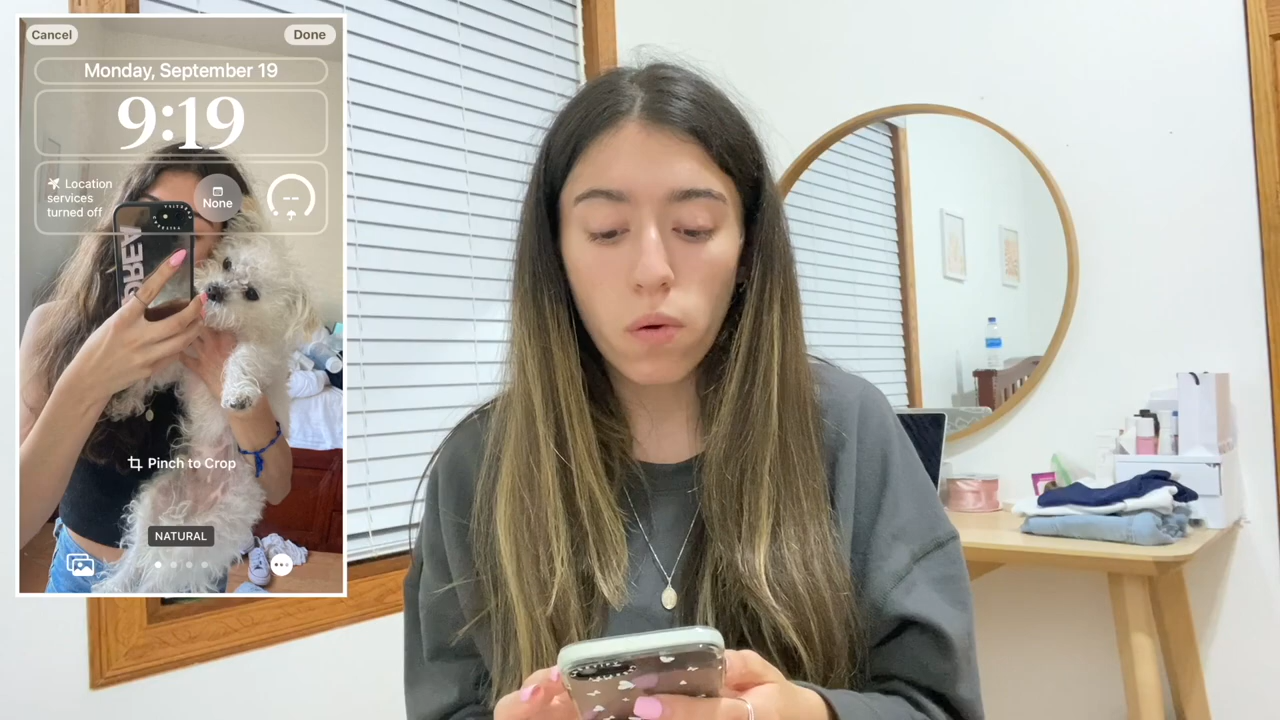 Cancel
Done
Monday, September 19
9:19
Location
services
turned off
None
--
Pinch to Crop
NATURAL